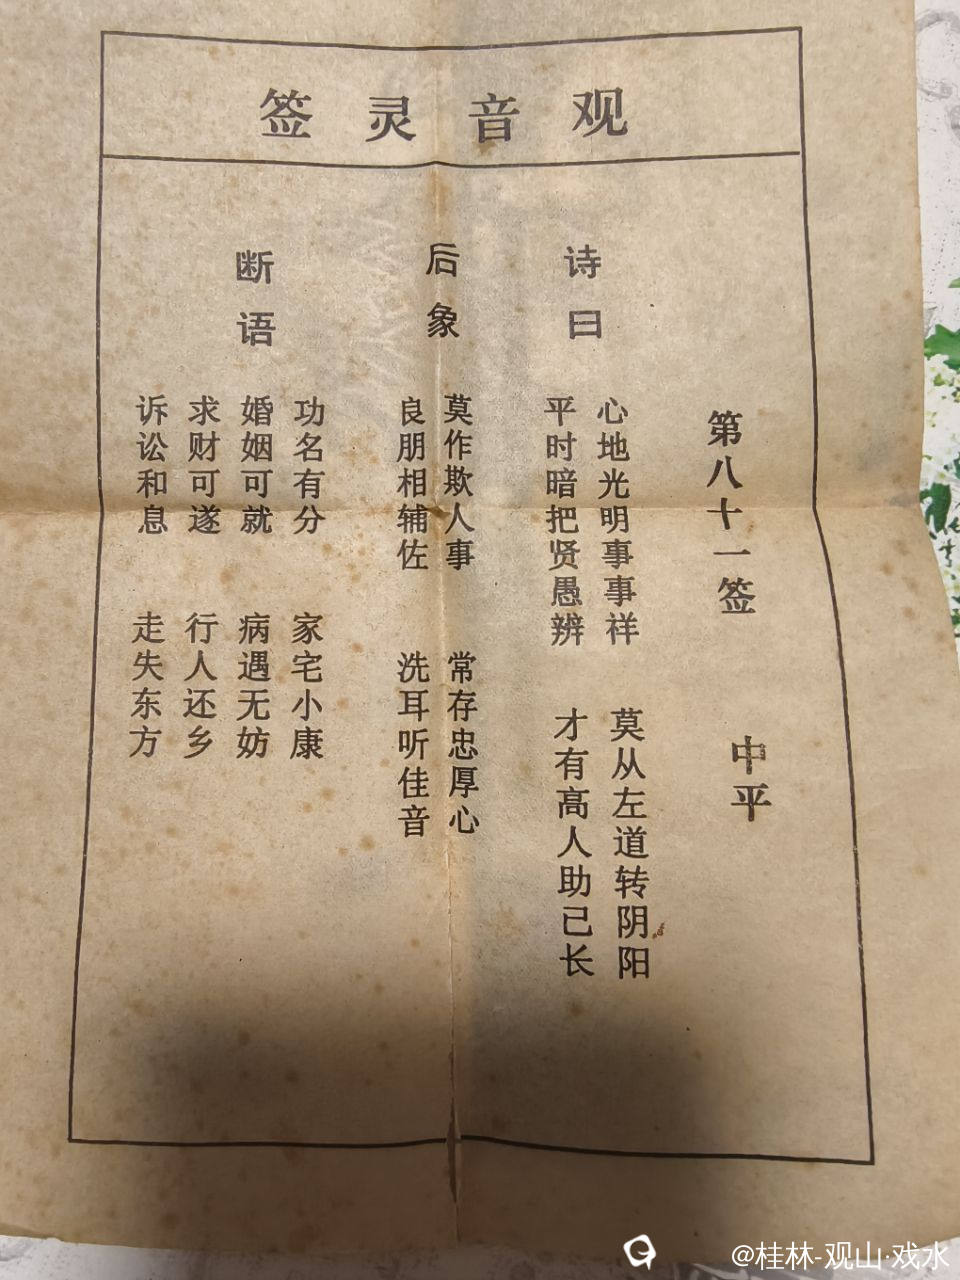 观音灵签
第八十一签 中平
诗曰
心地光明事事祥 莫从左道转阴阳
平时暗把贤愚辨 才有高人助己长
后象
莫作欺人事 常存忠厚心
良朋相辅佐 洗耳听佳音
断语
功名有分 家宅小康
婚姻可就 病遇无妨
求财可遂 行人还乡
诉讼和息 走失东方
@桂林-观山·戏水